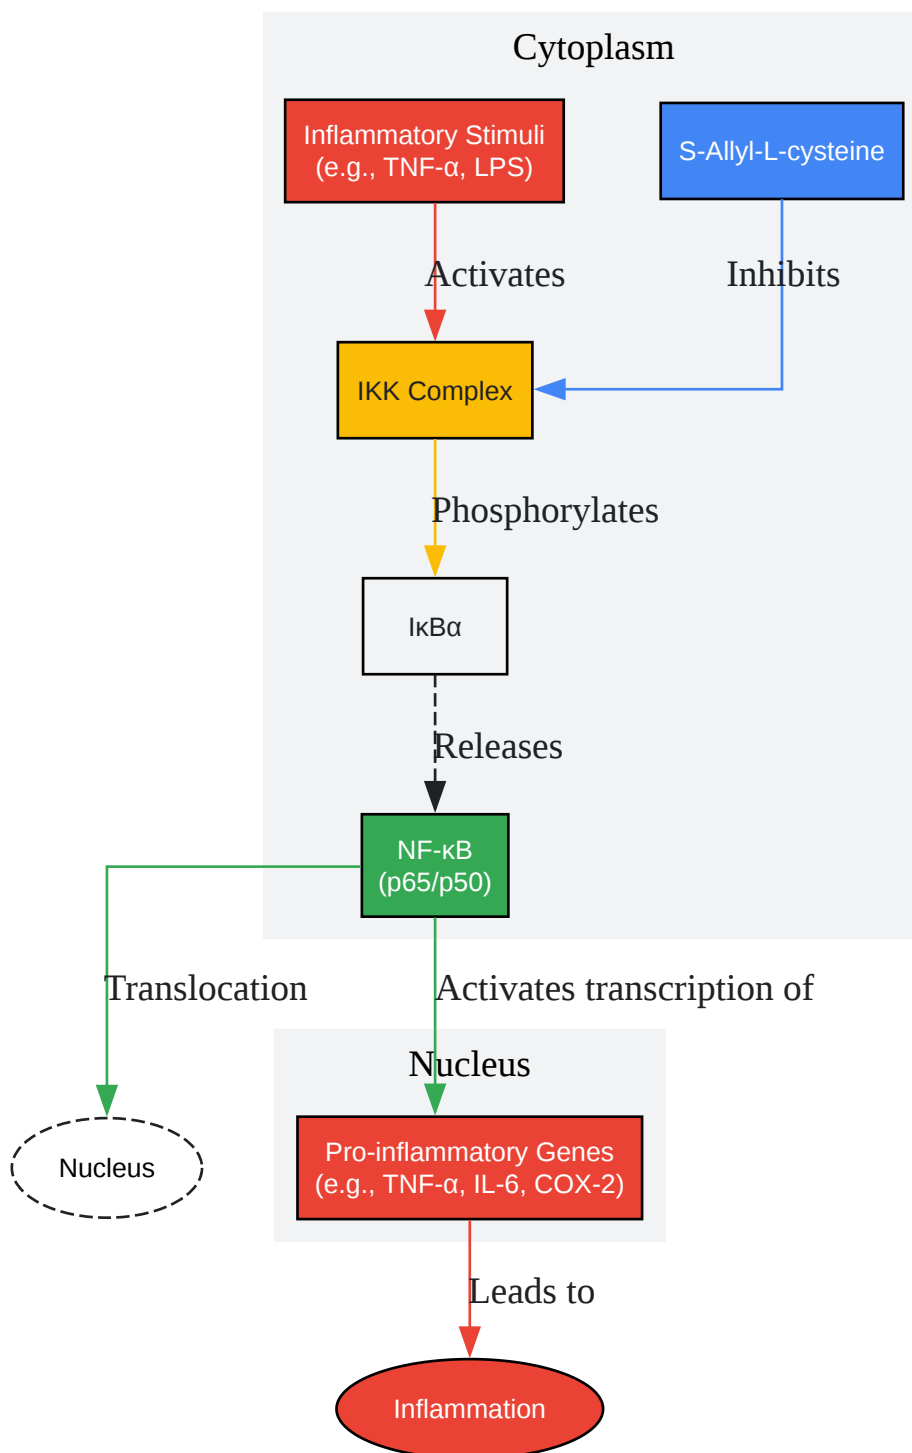 Cytoplasm
Inflammatory Stimuli
(e.g., TNF-α, LPS)
S-Allyl-L-cysteine
Activates
Inhibits
IKK Complex
Phosphorylates
IκBα
Releases
NF-κB
(p65/p50)
Translocation
Activates transcription of
Nucleus
Pro-inflammatory Genes
(e.g., TNF-α, IL-6, COX-2)
Nucleus
Leads to
Inflammation